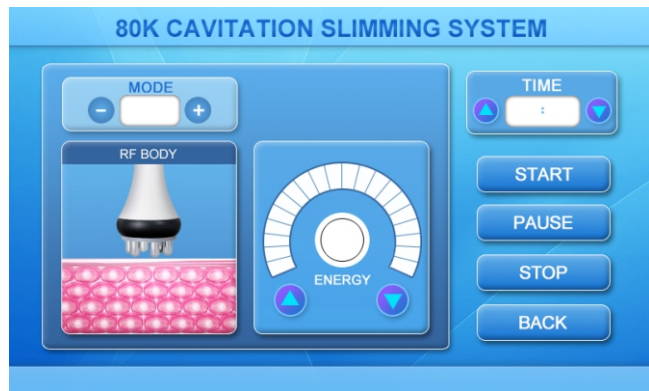 80K CAVITATION SLIMMING SYSTEM
MODE
- +
TIME
:
RF BODY
ENERGY
START
PAUSE
STOP
BACK